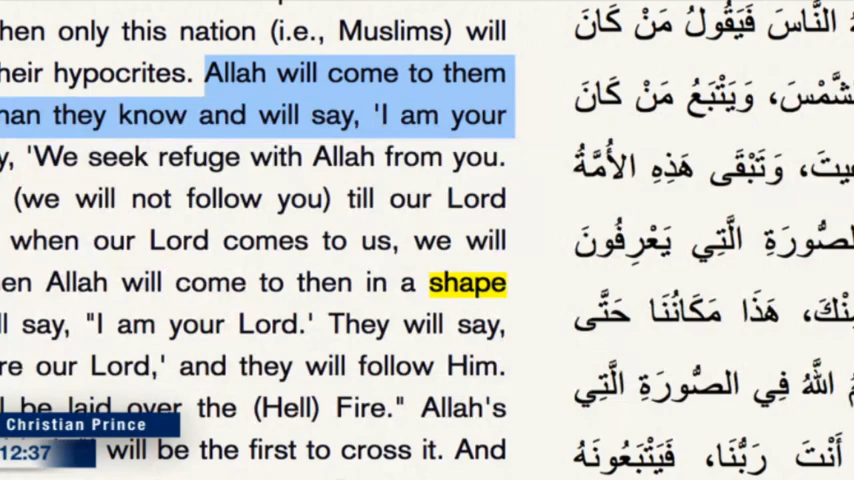 hen only this nation (i.e., Muslims) will
heir hypocrites. Allah will come to them
han they know and will say, 'I am your
y, 'We seek refuge with Allah from you.
(we will not follow you) till our Lord
when our Lord comes to us, we will
en Allah will come to then in a shape
ll say, "I am your Lord.' They will say,
re our Lord,' and they will follow Him.
l be laid over the (Hell) Fire." Allah's
will be the first to cross it. And
النَّاسَ فَيَقُولُ مَنْ كَانَ
لشَّمْسَ، وَيَتْبَعُ مَنْ كَانَ
غِيتَ، وَتَبْقَى هَذِهِ الأُمَّةُ
لصُّورَةِ الَّتِي يَعْرِفُونَ
مِنْكَ، هَذَا مَكَانُنَا حَتَّى
اللَّهُ فِي الصُّورَةِ الَّتِي
أَنْتَ رَبُّنَا، فَيَتْبَعُونَهُ
Christian Prince
12:37